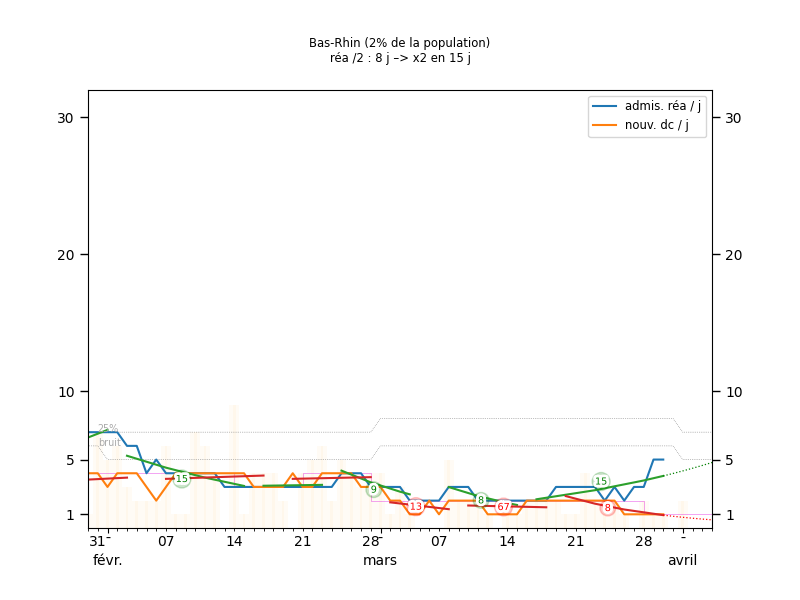 Bas-Rhin (2% de la population)
réa /2 : 8 j –> x2 en 15 j
admis. réa / j
nouv. dc / j
30 30
20 20
10 10
25%
bruit
5 5
15 9 13 8 67 15 8
1 1
31 07 14 21 28 07 14 21 28
févr. mars avril